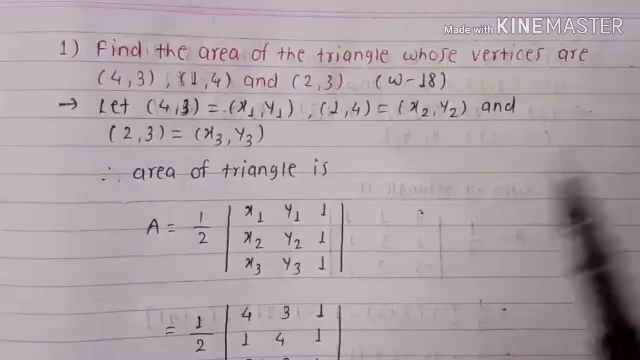 Made with KINEMASTER
1) Find the area of the triangle whose vertices are
(4,3), (1,4) and (2,3) (W-18)
→ Let (4,3) = (x1,y1), (1,4) = (x2,y2) and
(2,3) = (x3,y3)
∴ area of triangle is
A = 1/2 | x1 y1 1 |
| x2 y2 1 |
| x3 y3 1 |
= 1/2 | 4 3 1 |
| 1 4 1 |